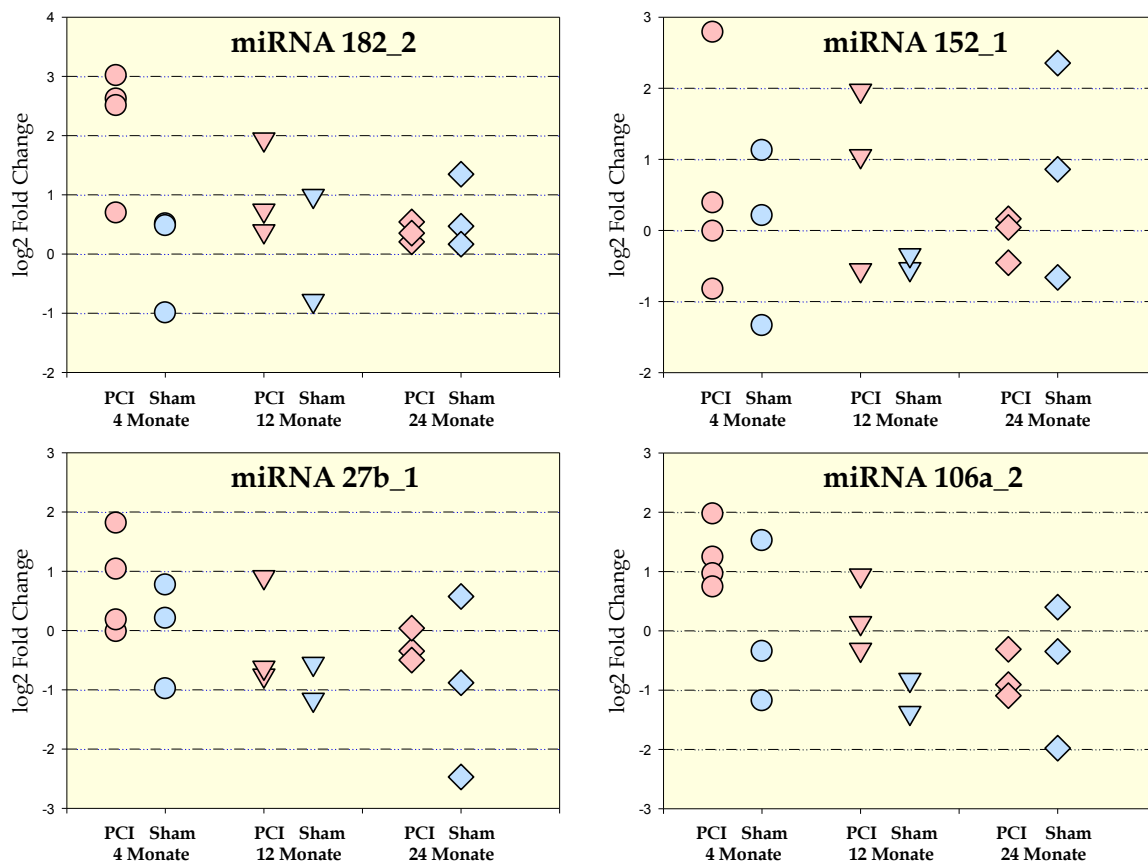 miRNA 182_2
log2 Fold Change
4
3
2
1
0
-1
-2
PCI Sham PCI Sham PCI Sham
4 Monate 12 Monate 24 Monate
miRNA 152_1
log2 Fold Change
3
2
1
0
-1
-2
PCI Sham PCI Sham PCI Sham
4 Monate 12 Monate 24 Monate
miRNA 27b_1
log2 Fold Change
3
2
1
0
-1
-2
-3
PCI Sham PCI Sham PCI Sham
4 Monate 12 Monate 24 Monate
miRNA 106a_2
log2 Fold Change
3
2
1
0
-1
-2
-3
PCI Sham PCI Sham PCI Sham
4 Monate 12 Monate 24 Monate